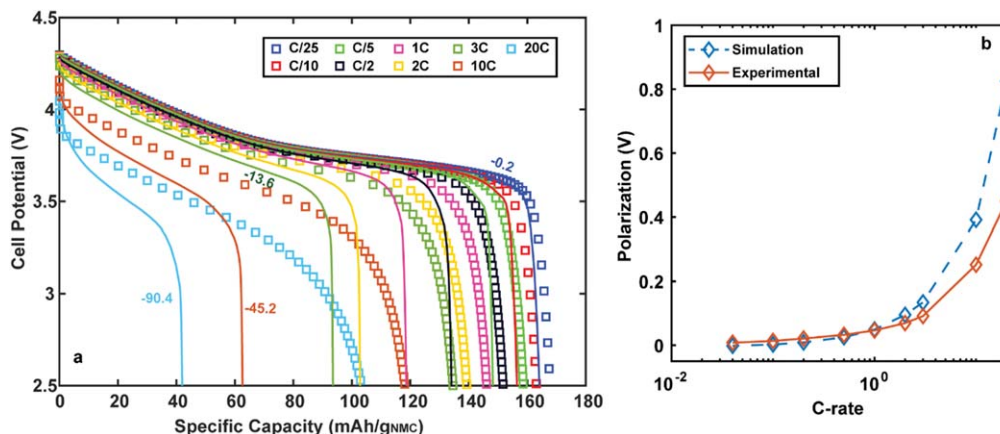 4.5
4
3.5
3
2.5
Cell Potential (V)
C/25 C/5 1C 3C 20C
C/10 C/2 2C 10C
-0.2
-13.6
-90.4
-45.2
a
0 20 40 60 80 100 120 140 160 180
Specific Capacity (mAh/gNMC)
b
Simulation
Experimental
1
0.8
0.6
0.4
0.2
0
Polarization (V)
10-2 100
C-rate